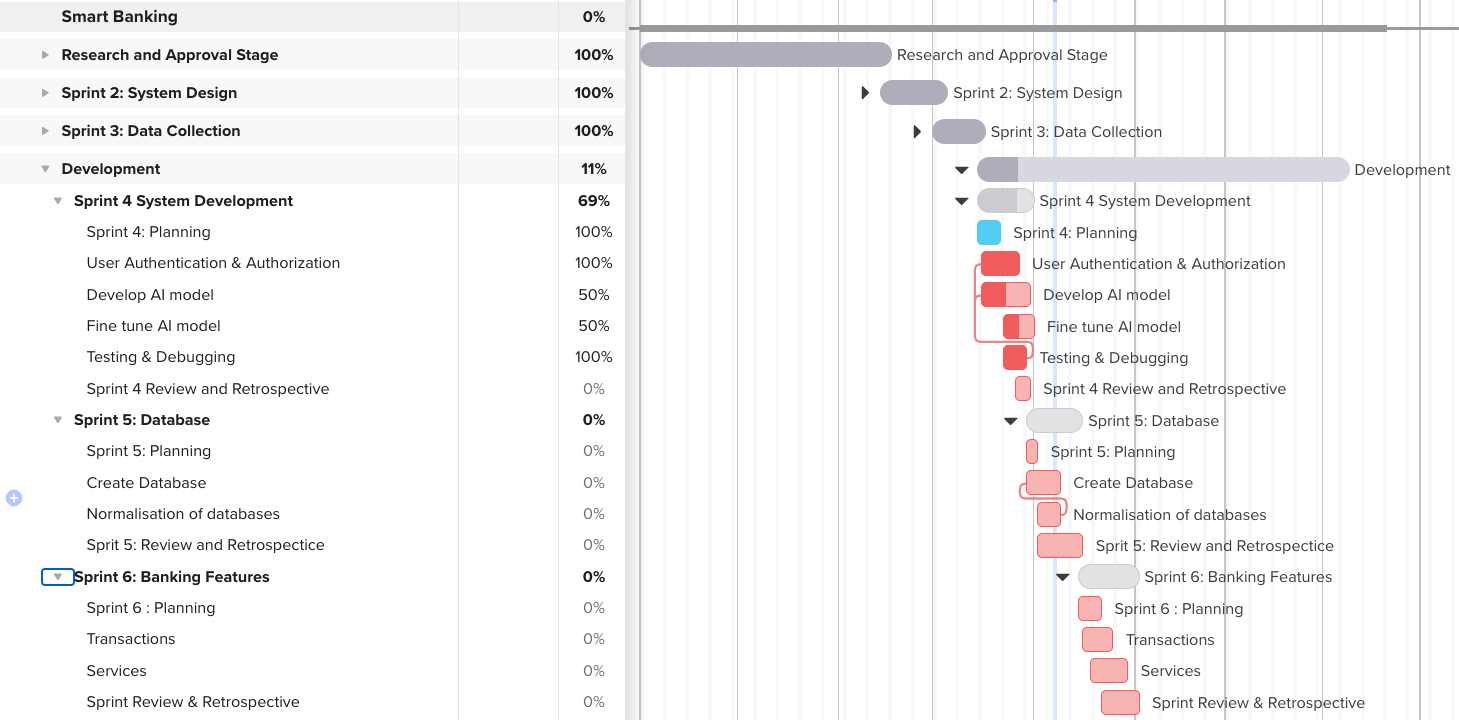 Smart Banking 0%
Research and Approval Stage 100% Research and Approval Stage
Sprint 2: System Design 100% Sprint 2: System Design
Sprint 3: Data Collection 100% Sprint 3: Data Collection
Development 11% Development
Sprint 4 System Development 69% Sprint 4 System Development
Sprint 4: Planning 100% Sprint 4: Planning
User Authentication & Authorization 100% User Authentication & Authorization
Develop AI model 50% Develop AI model
Fine tune AI model 50% Fine tune AI model
Testing & Debugging 100% Testing & Debugging
Sprint 4 Review and Retrospective 0% Sprint 4 Review and Retrospective
Sprint 5: Database 0% Sprint 5: Database
Sprint 5: Planning 0% Sprint 5: Planning
Create Database 0% Create Database
Normalisation of databases 0% Normalisation of databases
Sprit 5: Review and Retrospectice 0% Sprit 5: Review and Retrospectice
Sprint 6: Banking Features 0% Sprint 6: Banking Features
Sprint 6 : Planning 0% Sprint 6 : Planning
Transactions 0% Transactions
Services 0% Services
Sprint Review & Retrospective 0% Sprint Review & Retrospective